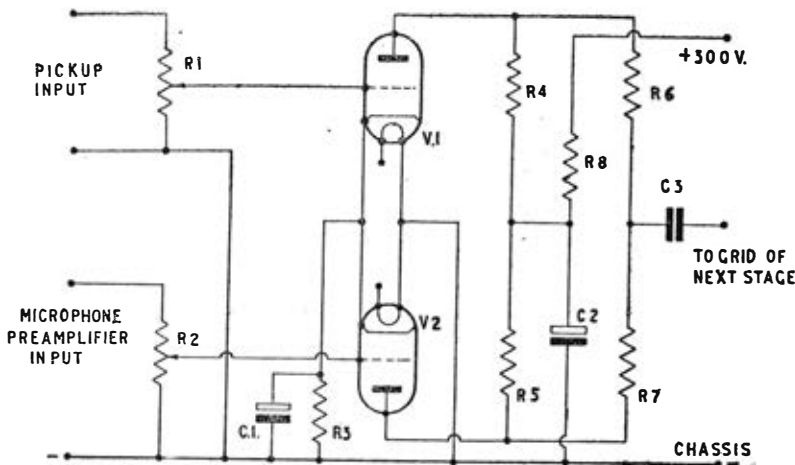 PICKUP
INPUT
R1
V.1
R4
R8
+300V.
R6
C3
TO GRID OF
NEXT STAGE
MICROPHONE
PREAMPLIFIER
INPUT
R2
V2
C.1.
R3
R5
C2
R7
CHASSIS